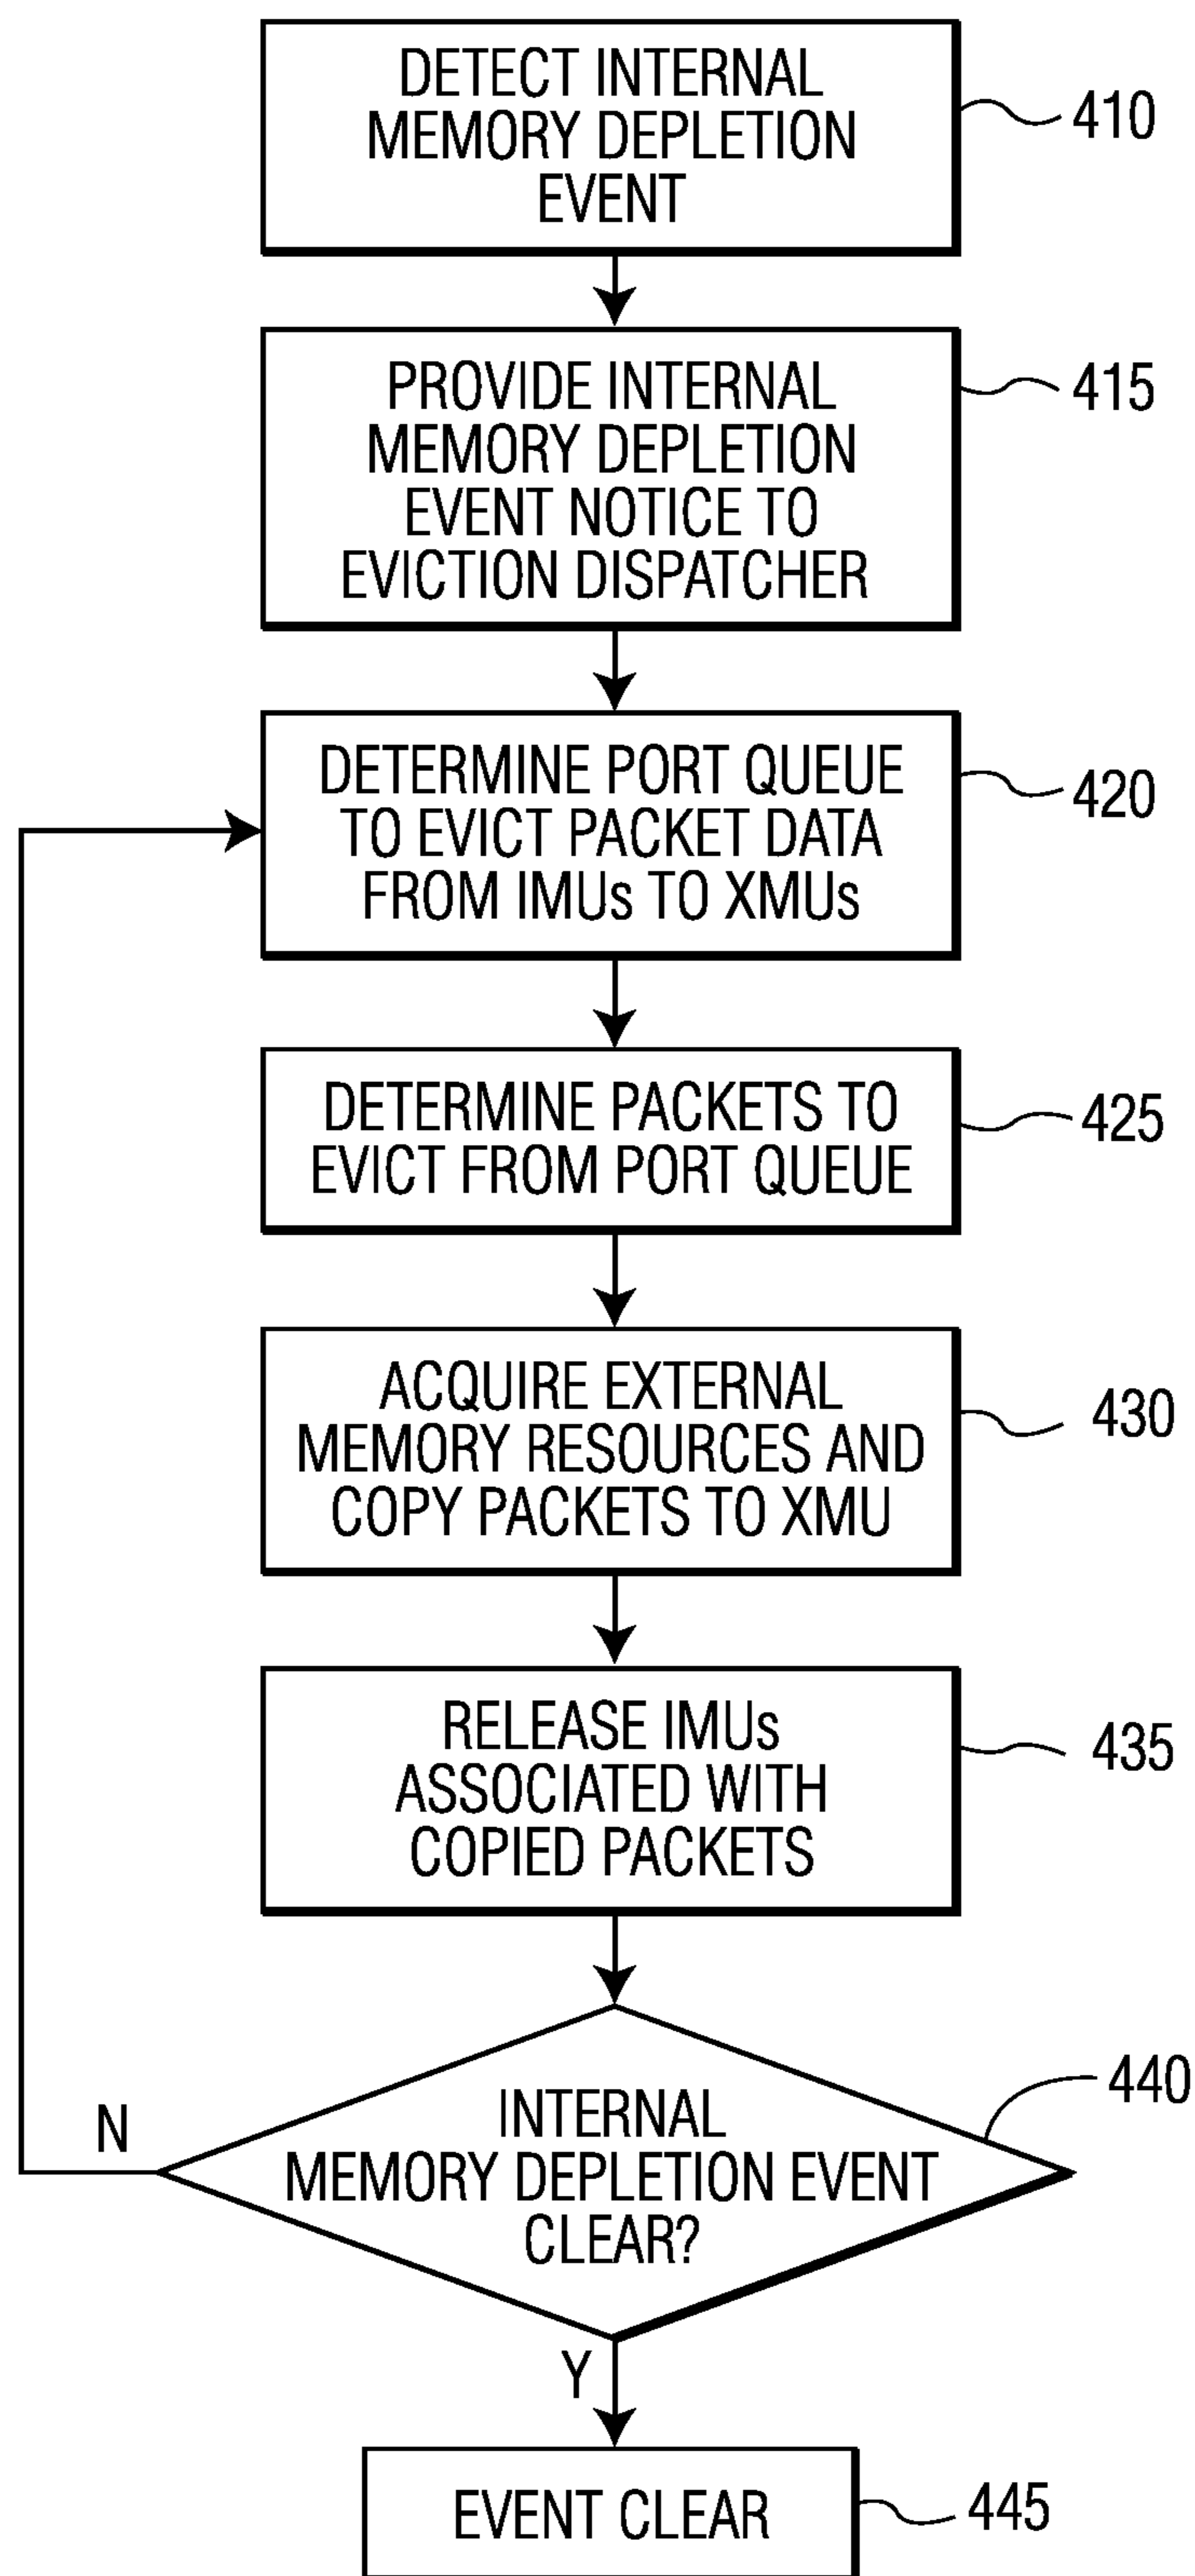 DETECT INTERNAL
MEMORY DEPLETION
EVENT
410
PROVIDE INTERNAL
MEMORY DEPLETION
EVENT NOTICE TO
EVICTION DISPATCHER
415
DETERMINE PORT QUEUE
TO EVICT PACKET DATA
FROM IMUs TO XMUs
420
DETERMINE PACKETS TO
EVICT FROM PORT QUEUE
425
ACQUIRE EXTERNAL
MEMORY RESOURCES AND
COPY PACKETS TO XMU
430
RELEASE IMUs
ASSOCIATED WITH
COPIED PACKETS
435
INTERNAL
MEMORY DEPLETION EVENT
CLEAR?
440
N
Y
EVENT CLEAR
445